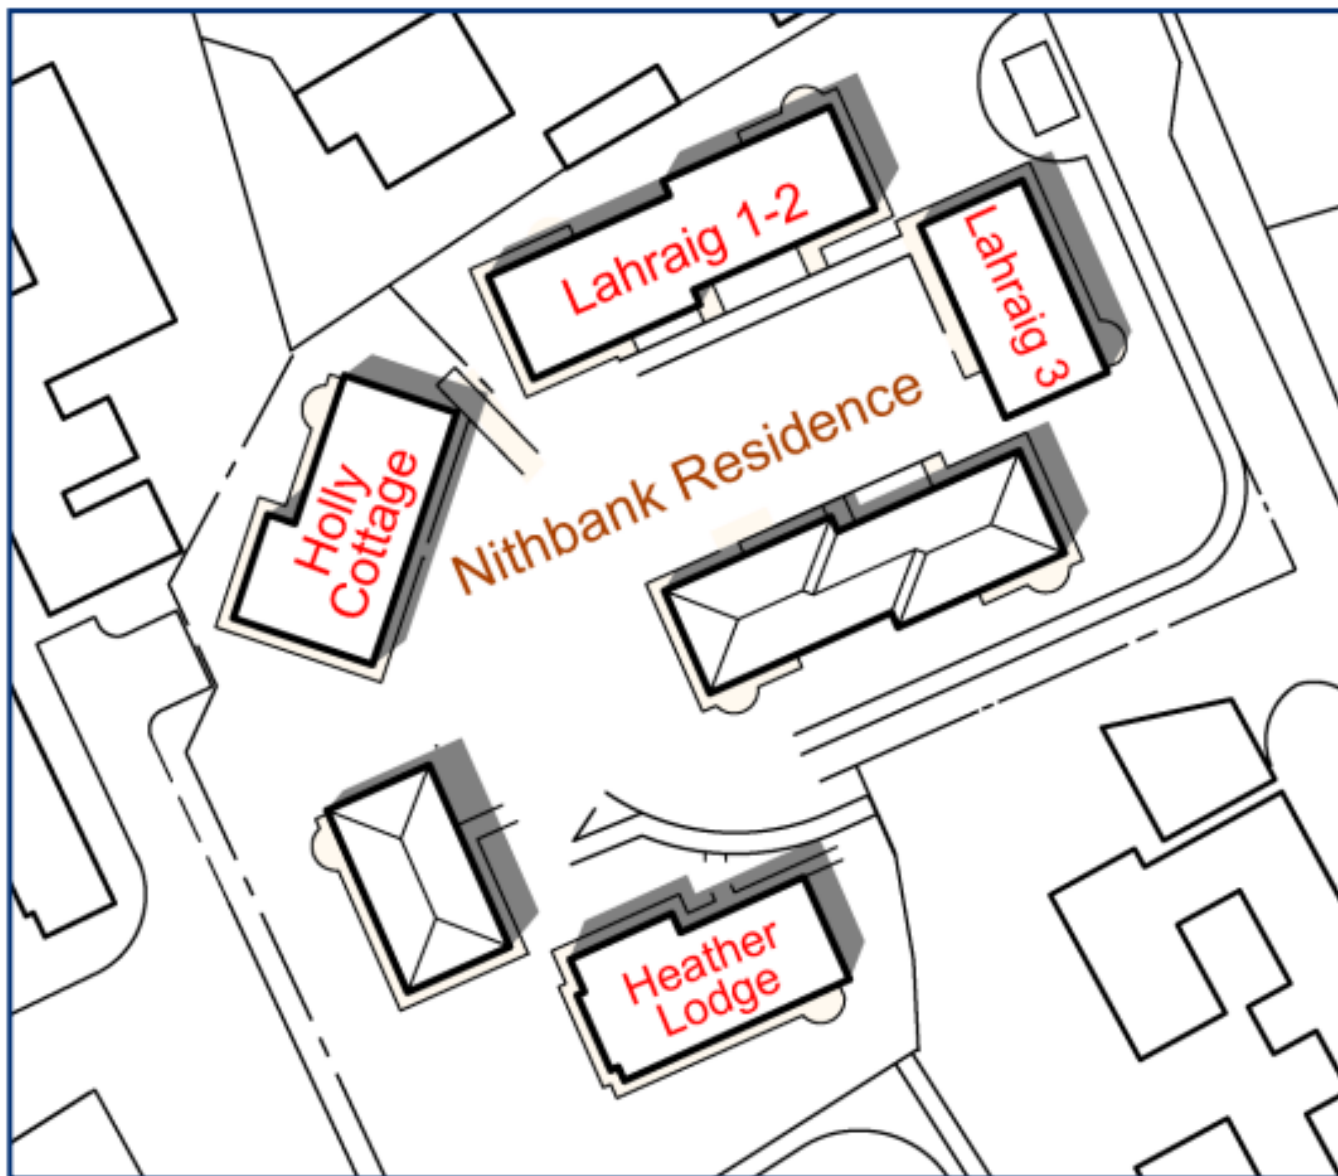 Lahraig 1-2
Lahraig 3
Nithbank Residence
Holly
Cottage
Heather
Lodge